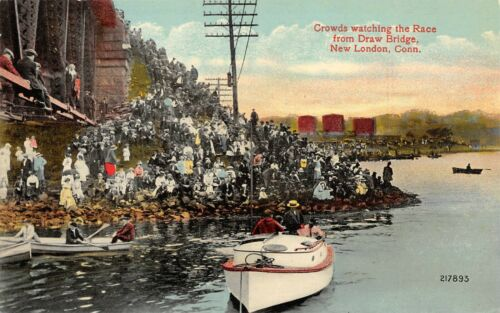 Crowds watching the Race
from Draw Bridge,
New London, Conn.
217893